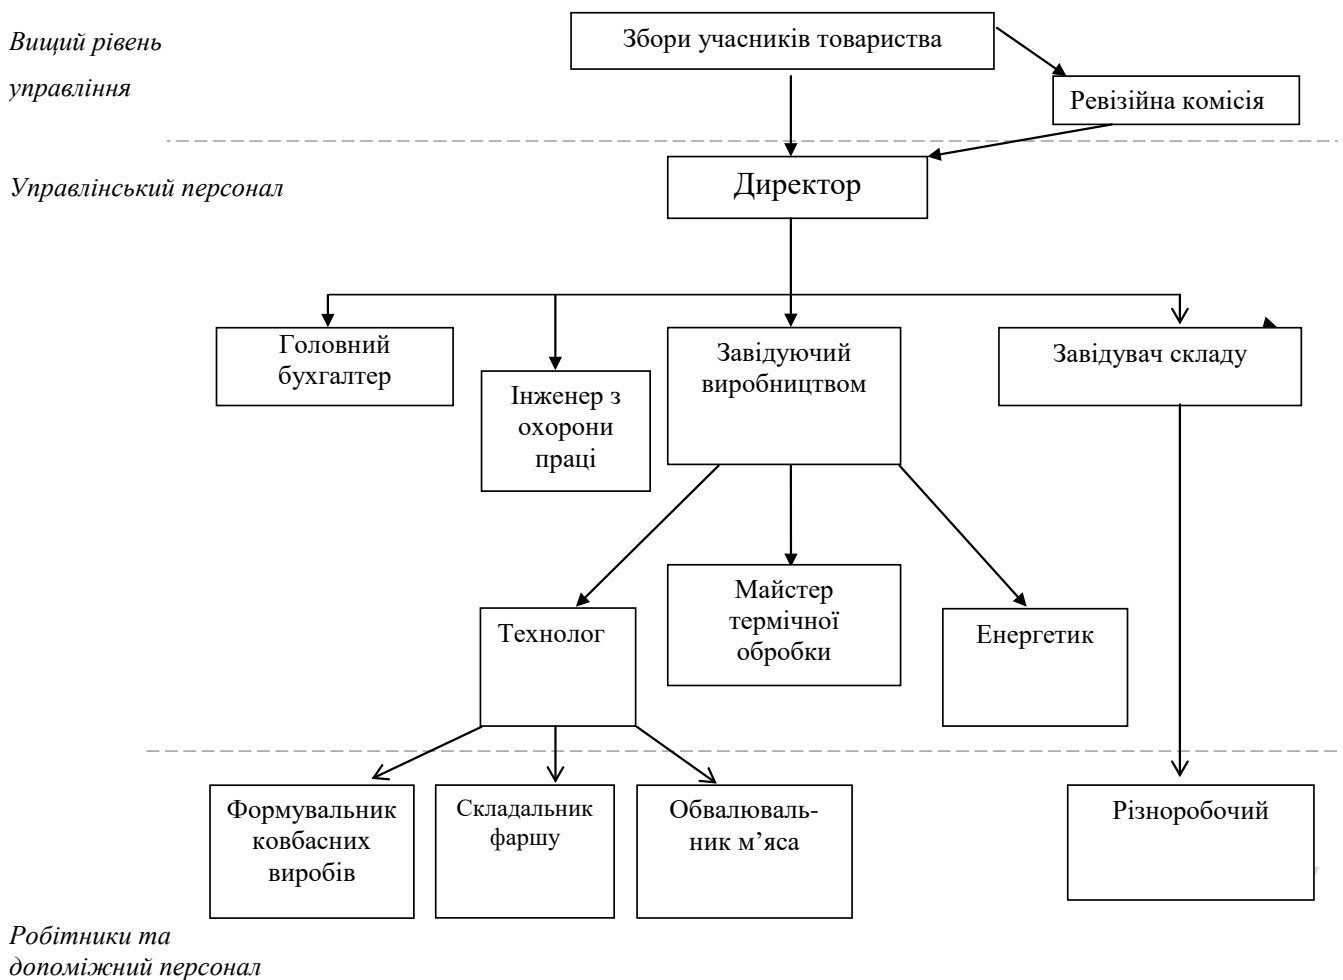 Вищий рівень
управління
Збори учасників товариства
Ревізійна комісія
Управлінський персонал
Директор
Головний
бухгалтер
Інженер з
охорони
праці
Завідуючий
виробництвом
Завідувач складу
Технолог
Майстер
термічної
обробки
Енергетик
Формувальник
ковбасних
виробів
Складальник
фаршу
Обвалюваль-
ник м’яса
Різноробочий
Робітники та
допоміжний персонал